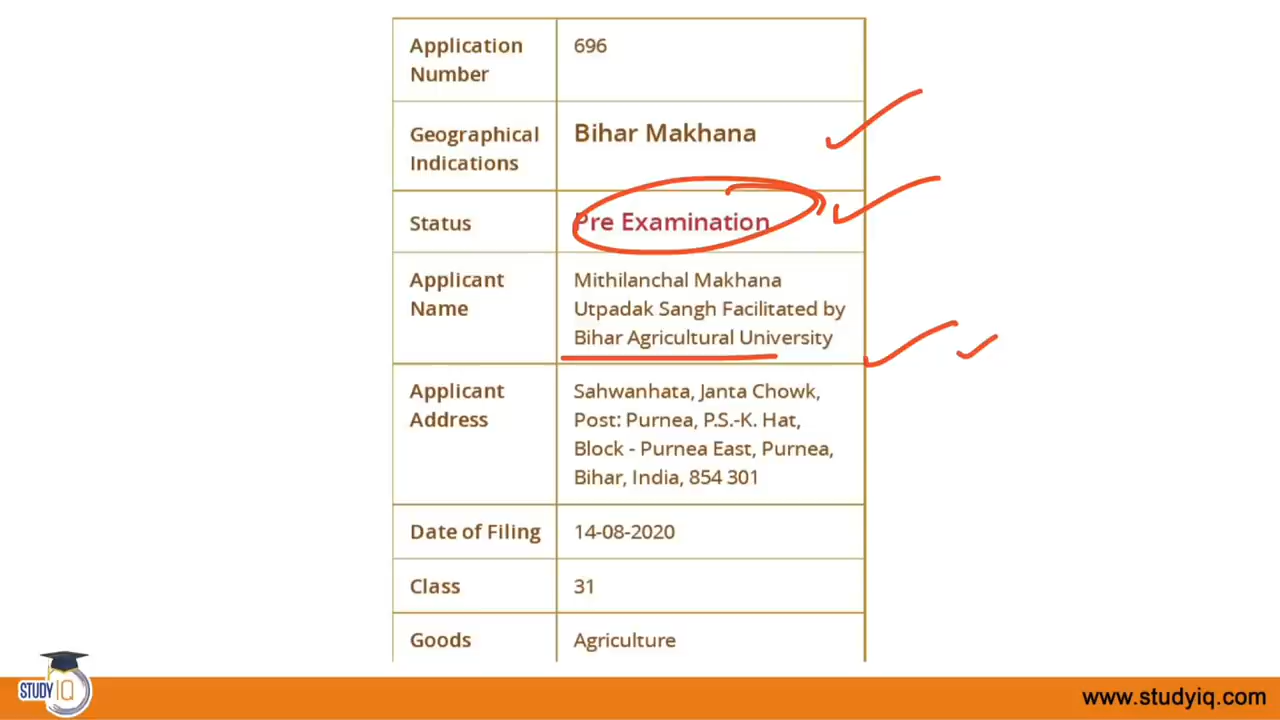 Application 696
Number
Geographical Bihar Makhana
Indications
Status Pre Examination
Applicant Mithilanchal Makhana
Name Utpadak Sangh Facilitated by
Bihar Agricultural University
Applicant Sahwanhata, Janta Chowk,
Address Post: Purnea, P.S.-K. Hat,
Block - Purnea East, Purnea,
Bihar, India, 854 301
Date of Filing 14-08-2020
Class 31
Goods Agriculture
STUDY IQ
www.studyiq.com